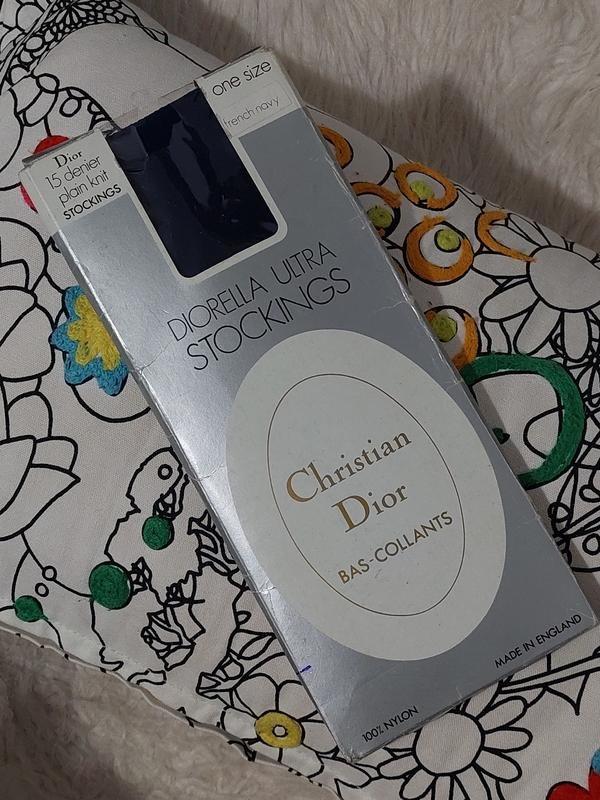 Dior
15 denier
plain knit
STOCKINGS
one size
french navy
DIORELLA ULTRA
STOCKINGS
Christian
Dior
BAS-COLLANTS
100% NYLON
MADE IN ENGLAND